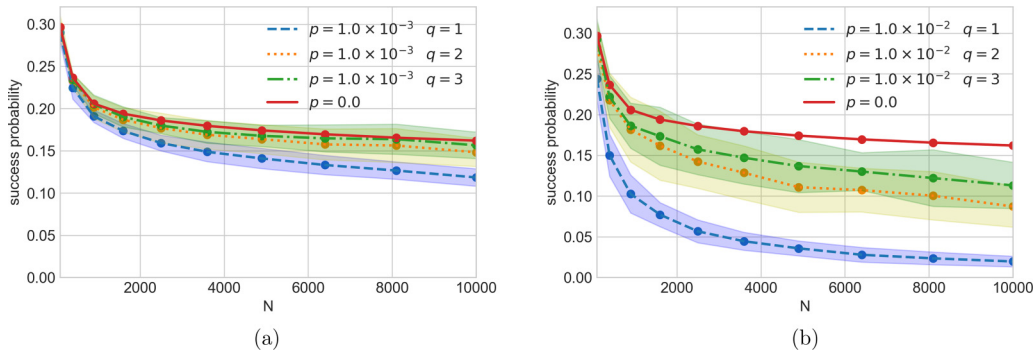 0.30
0.25
0.20
0.15
0.10
0.05
0.00
success probability
p = 1.0 × 10⁻³ q = 1
p = 1.0 × 10⁻³ q = 2
p = 1.0 × 10⁻³ q = 3
p = 0.0
2000 4000 6000 8000 10000
N
(a)
0.30
0.25
0.20
0.15
0.10
0.05
0.00
success probability
p = 1.0 × 10⁻² q = 1
p = 1.0 × 10⁻² q = 2
p = 1.0 × 10⁻² q = 3
p = 0.0
2000 4000 6000 8000 10000
N
(b)